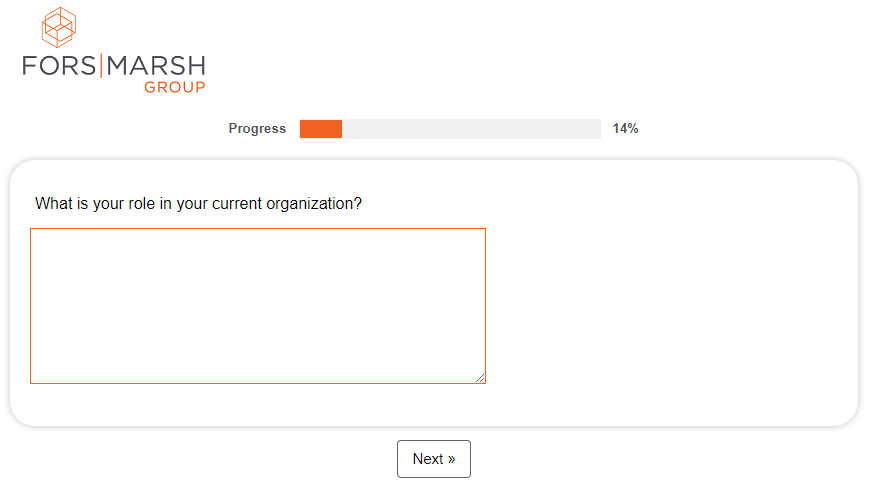 FORS|MARSH
GROUP
Progress 14%
What is your role in your current organization?
Next »